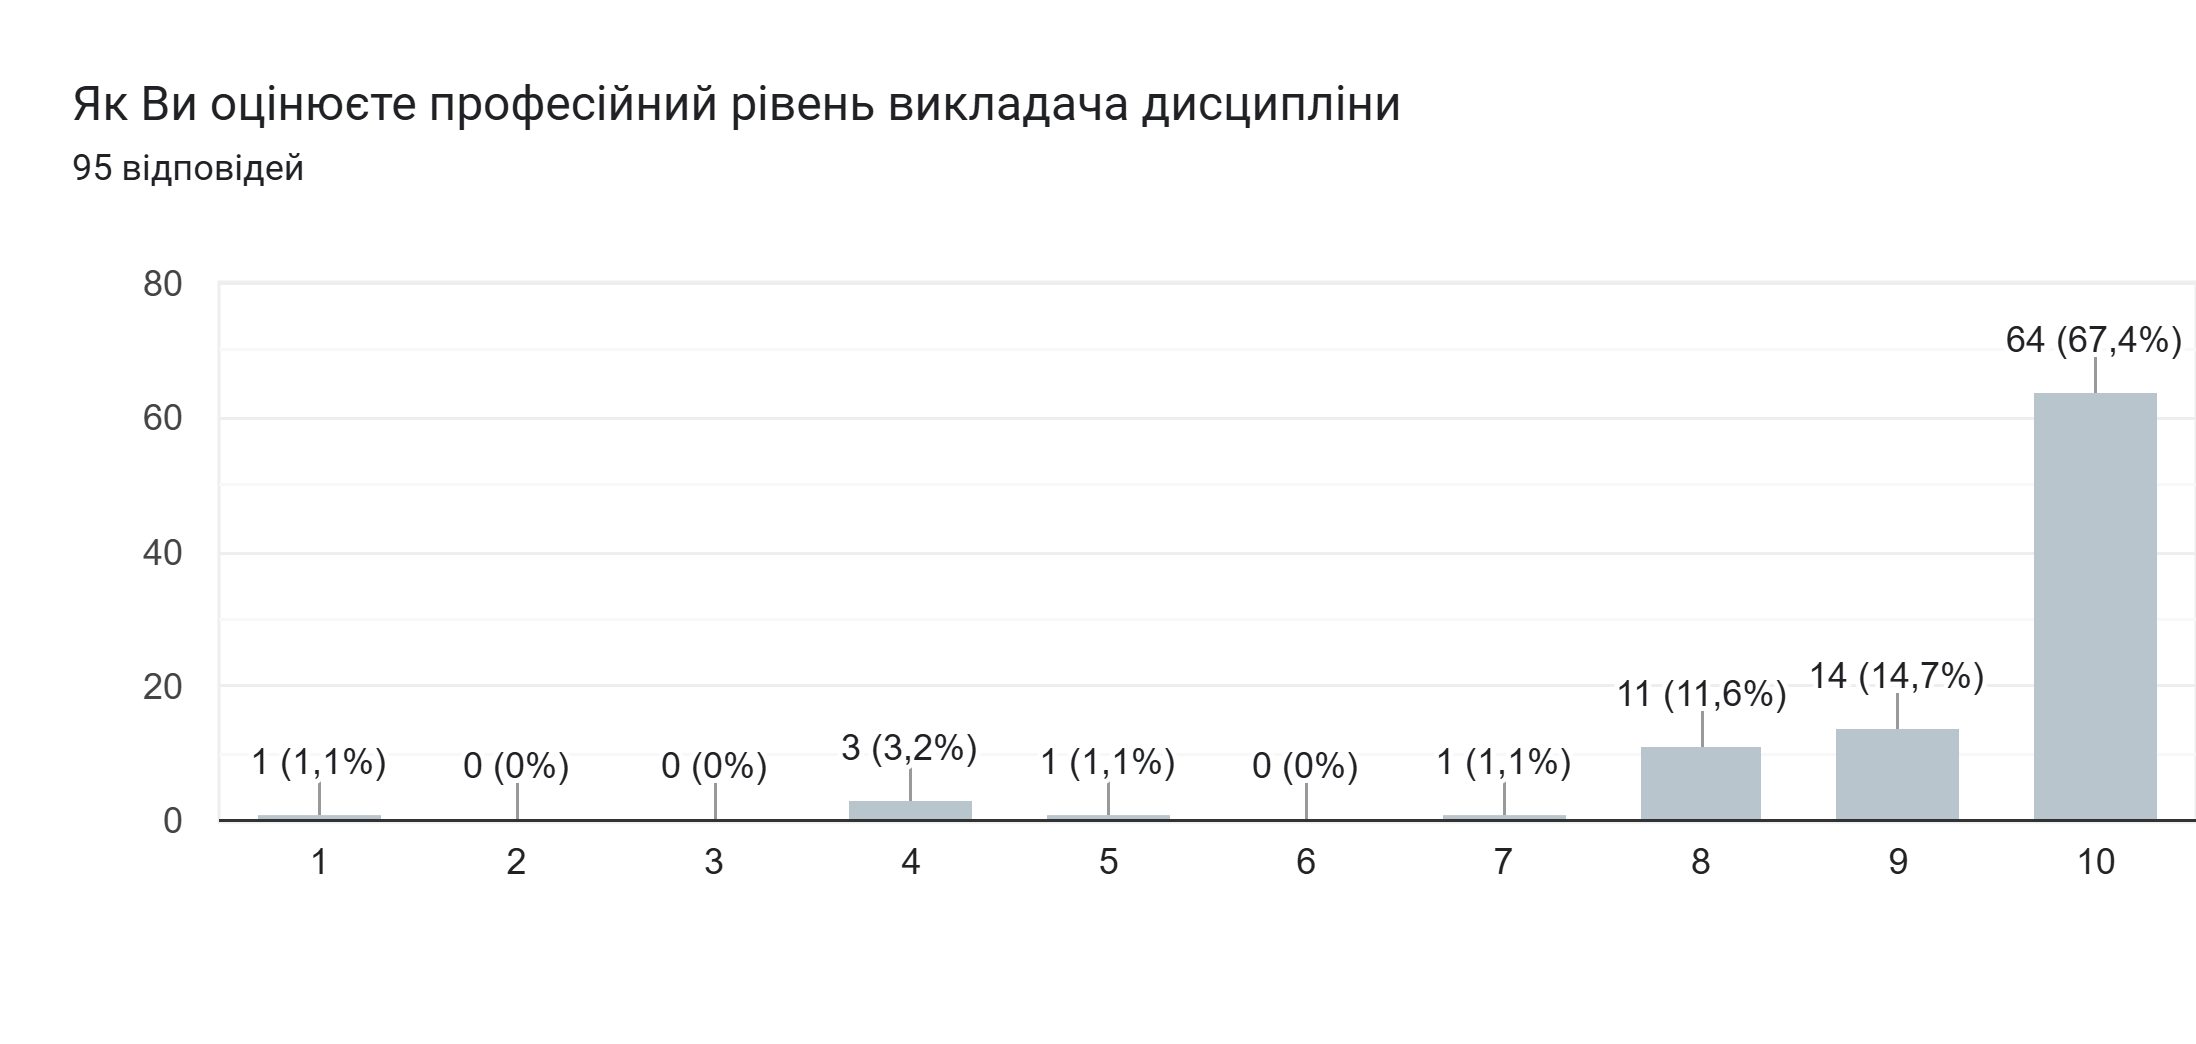 Як Ви оцінюєте професійний рівень викладача дисципліни
95 відповідей
80
64 (67,4%)
60
40
20
14 (14,7%)
11 (11,6%)
3 (3,2%)
1 (1,1%) 0 (0%) 0 (0%) 1 (1,1%) 0 (0%) 1 (1,1%)
0
1 2 3 4 5 6 7 8 9 10